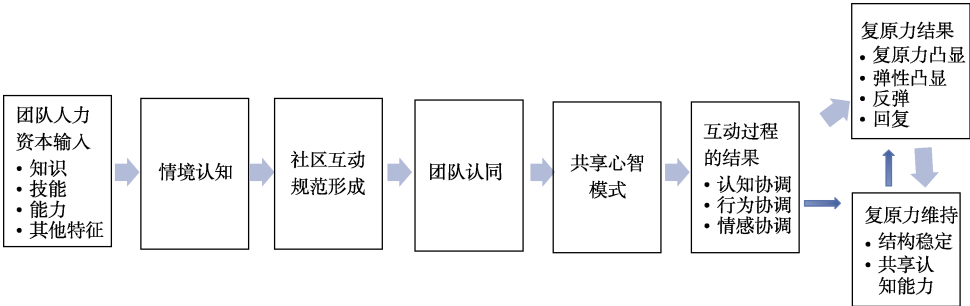 团队人力
资本输入
• 知识
• 技能
• 能力
• 其他特征
情境认知
社区互动
规范形成
团队认同
共享心智
模式
互动过程
的结果
• 认知协调
• 行为协调
• 情感协调
复原力结果
• 复原力凸显
• 弹性凸显
• 反弹
• 回复
复原力维持
• 结构稳定
• 共享认
知能力